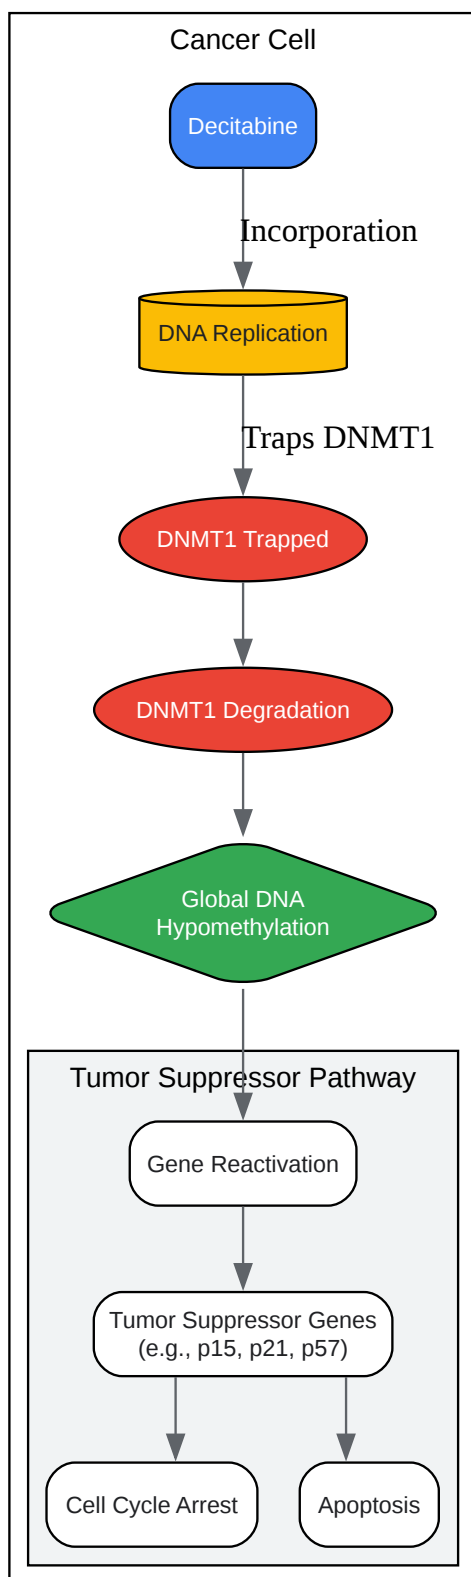 Cancer Cell
Decitabine
Incorporation
DNA Replication
Traps DNMT1
DNMT1 Trapped
DNMT1 Degradation
Global DNA
Hypomethylation
Tumor Suppressor Pathway
Gene Reactivation
Tumor Suppressor Genes
(e.g., p15, p21, p57)
Cell Cycle Arrest
Apoptosis